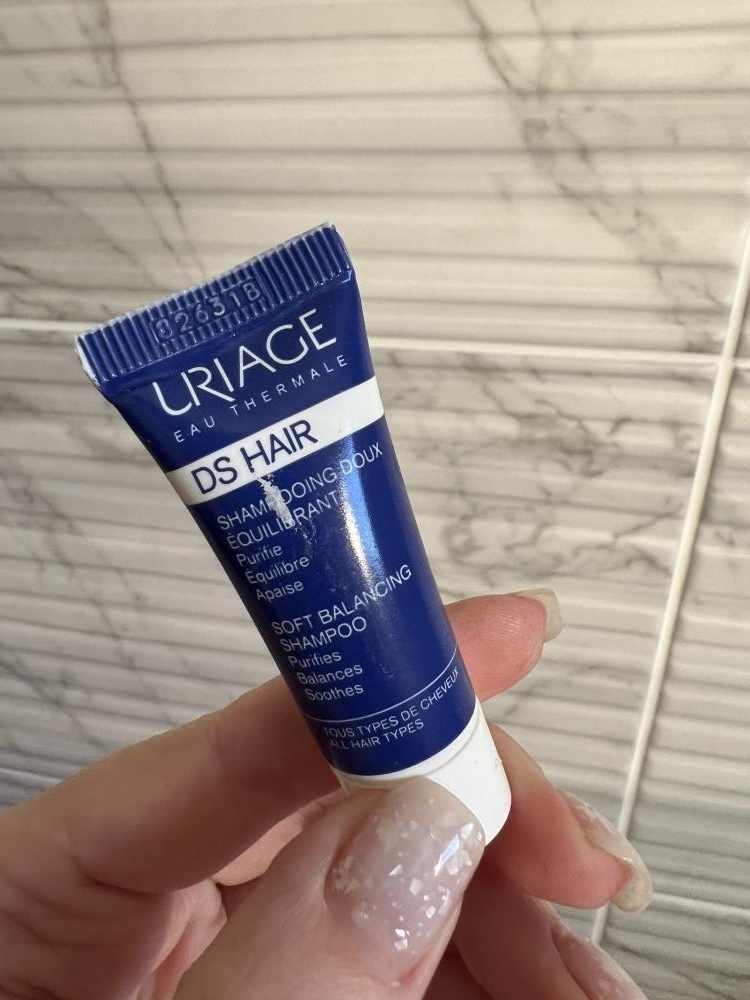 82631B
URIAGE
EAU THERMALE
DS HAIR
SHAMPOOING DOUX
ÉQUILIBRANT
Purifie
Équilibre
Apaise
SOFT BALANCING
SHAMPOO
Purifies
Balances
Soothes
TOUS TYPES DE CHEVEUX
ALL HAIR TYPES